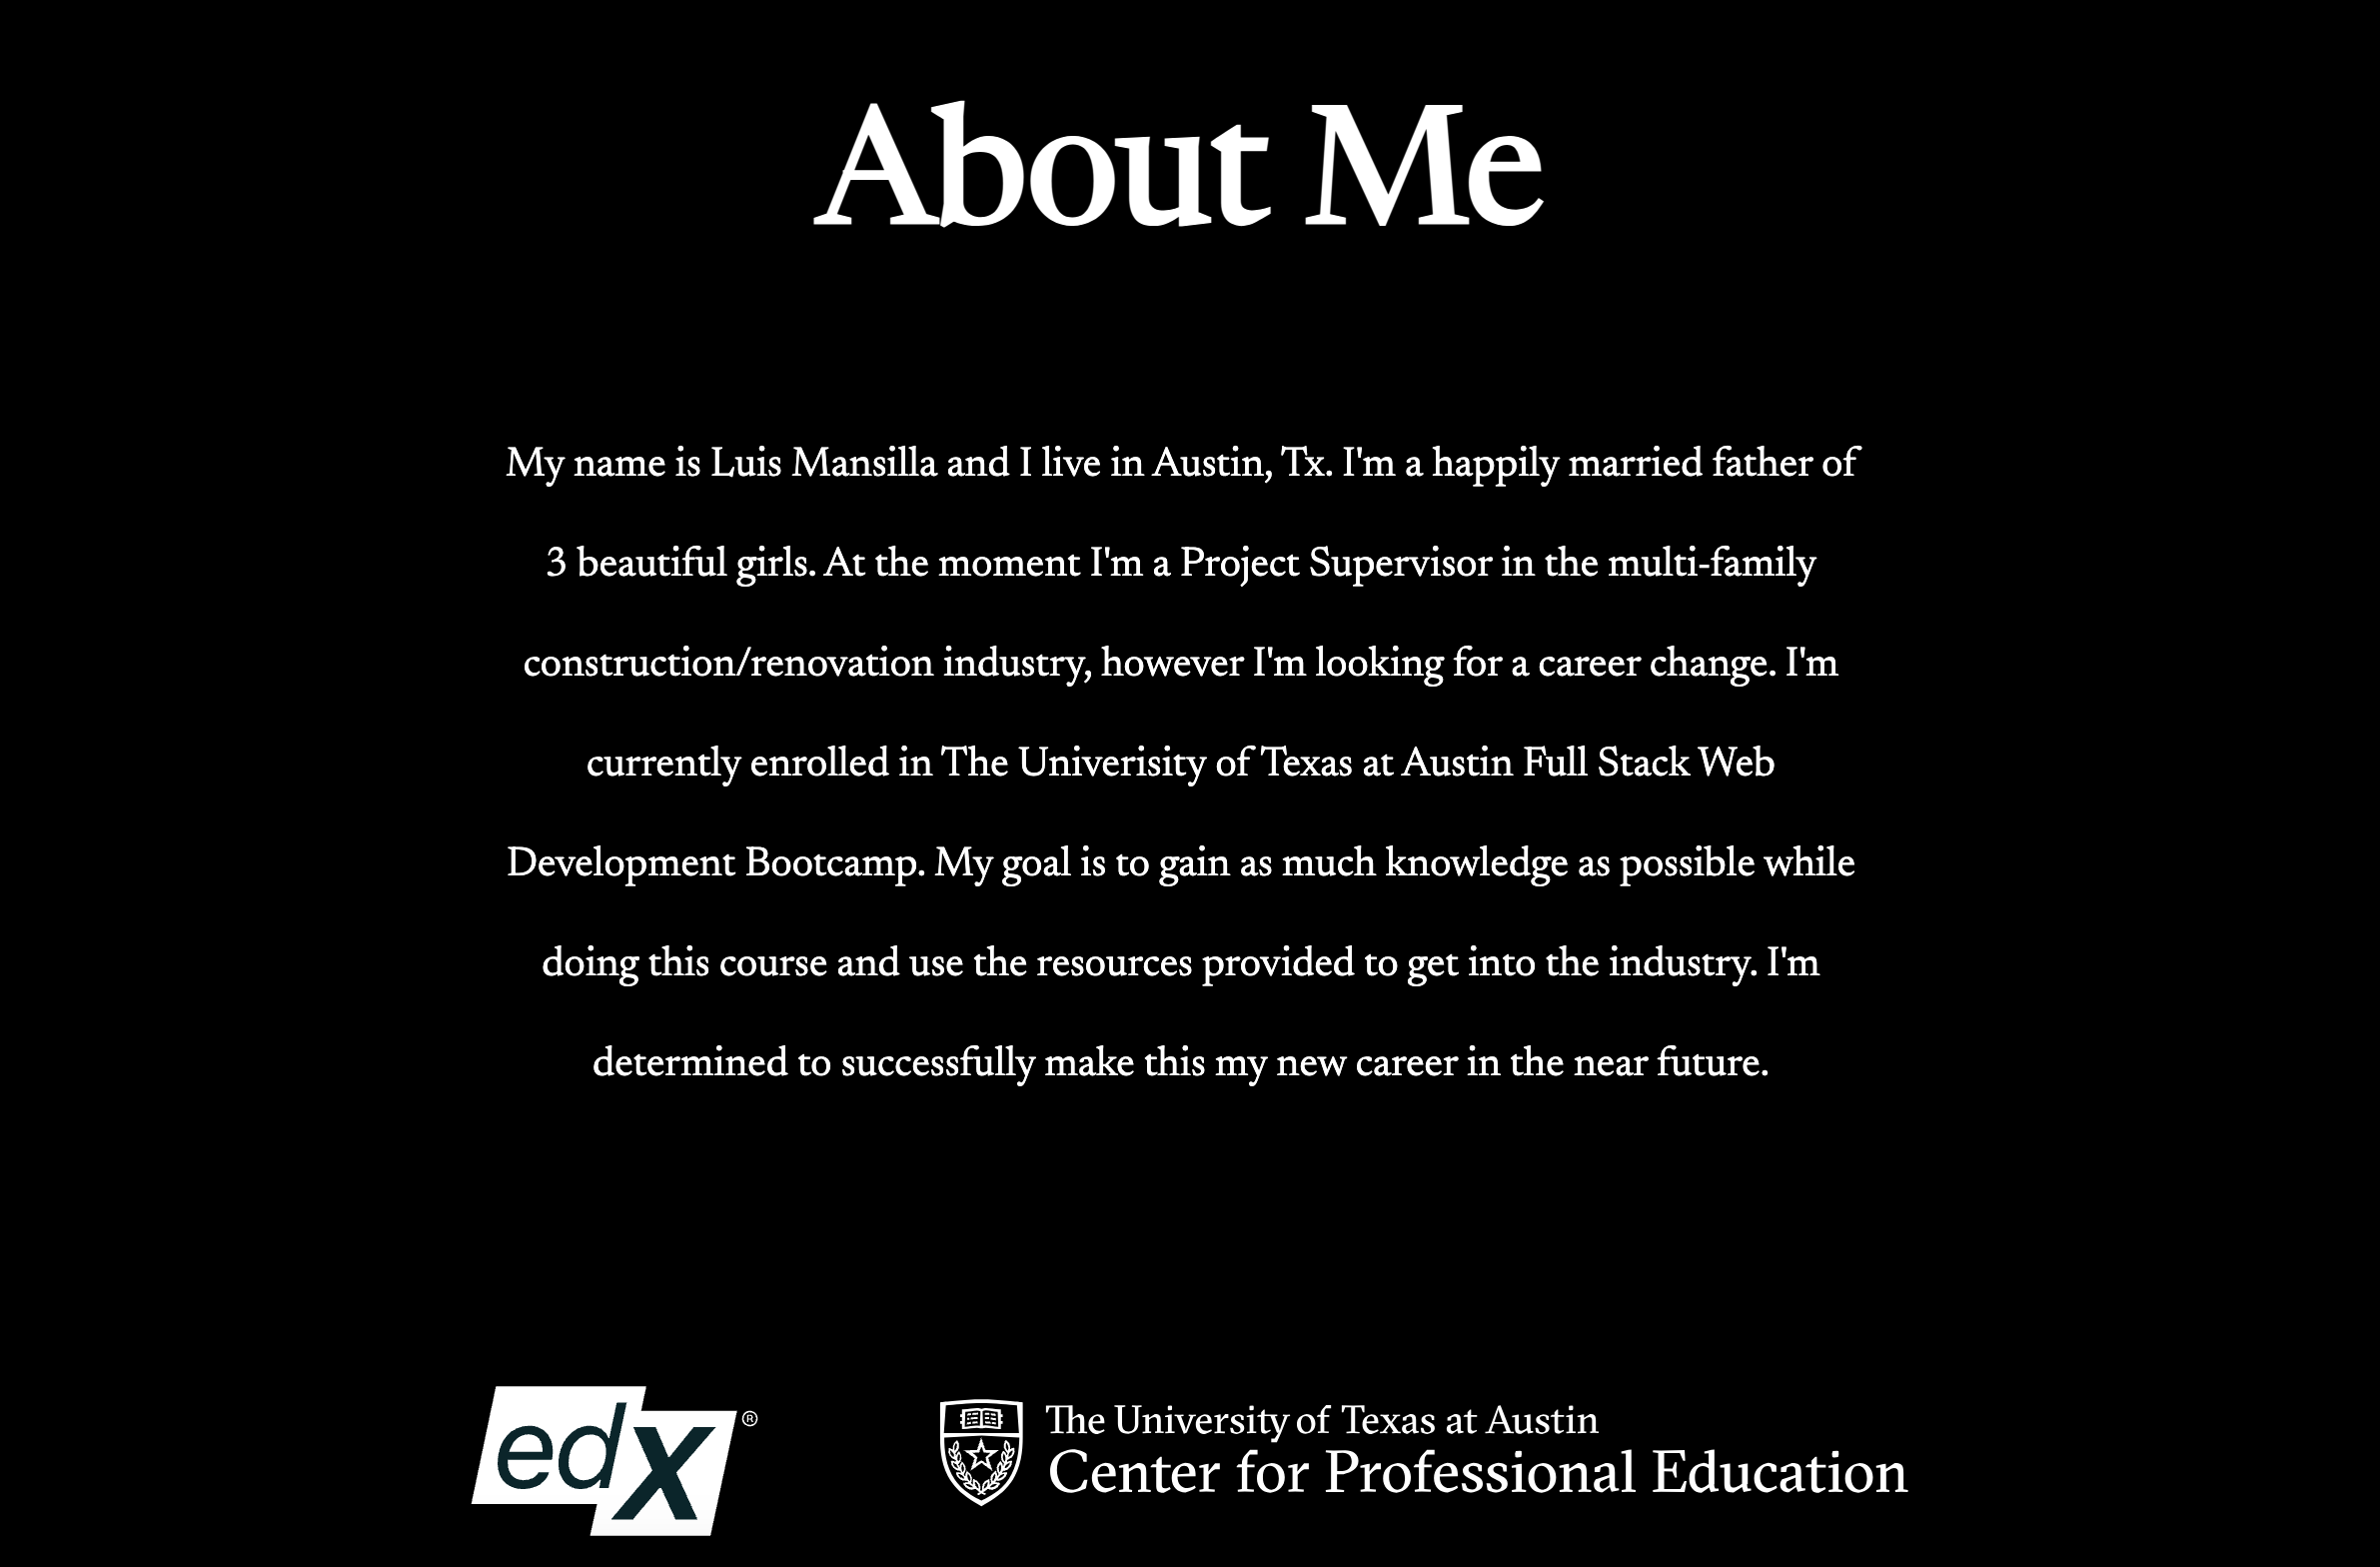 About Me
My name is Luis Mansilla and I live in Austin, Tx. I'm a happily married father of
3 beautiful girls. At the moment I'm a Project Supervisor in the multi-family
construction/renovation industry, however I'm looking for a career change. I'm
currently enrolled in The Univerisity of Texas at Austin Full Stack Web
Development Bootcamp. My goal is to gain as much knowledge as possible while
doing this course and use the resources provided to get into the industry. I'm
determined to successfully make this my new career in the near future.
edX®
The University of Texas at Austin
Center for Professional Education